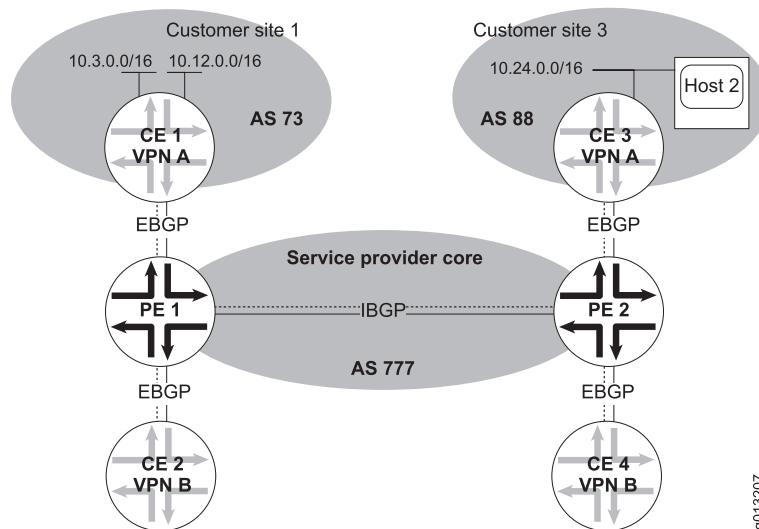 Customer site 1
Customer site 3
10.3.0.0/16 10.12.0.0/16
10.24.0.0/16
Host 2
AS 73
AS 88
CE 1
VPN A
CE 3
VPN A
EBGP
EBGP
Service provider core
PE 1
IBGP
PE 2
AS 777
EBGP
EBGP
CE 2
VPN B
CE 4
VPN B
g013207